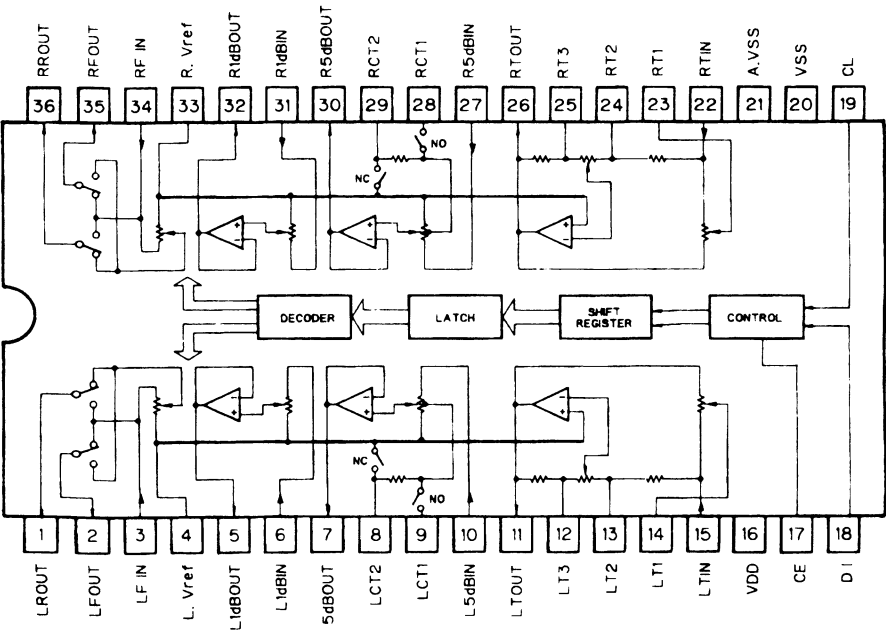 RROUT
RFOUT
RF IN
R. Vref
R1dBOUT
R1dBIN
R5dBOUT
RCT2
RCT1
R5dBIN
RTOUT
RT3
RT2
RT1
RTIN
A.VSS
VSS
CL
36
35
34
33
32
31
30
29
28
27
26
25
24
23
22
21
20
19
NO
NC
+
−
+
−
+
−
DECODER
LATCH
SHIFT
REGISTER
CONTROL
−
+
−
+
−
+
NC
NO
1
2
3
4
5
6
7
8
9
10
11
12
13
14
15
16
17
18
LROUT
LFOUT
LF IN
L. Vref
L1dBOUT
L1dBIN
5dBOUT
LCT2
LCT1
L5dBIN
LTOUT
LT3
LT2
LT1
LTIN
VDD
CE
DI